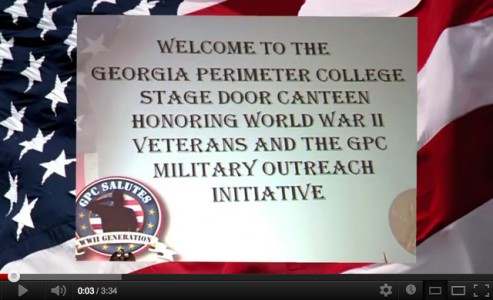 WELCOME TO THE
GEORGIA PERIMETER COLLEGE
STAGE DOOR CANTEEN
HONORING WORLD WAR II
VETERANS AND THE GPC
MILITARY OUTREACH
INITIATIVE
GPC SALUTES
WWII GENERATION
0:03 / 3:34